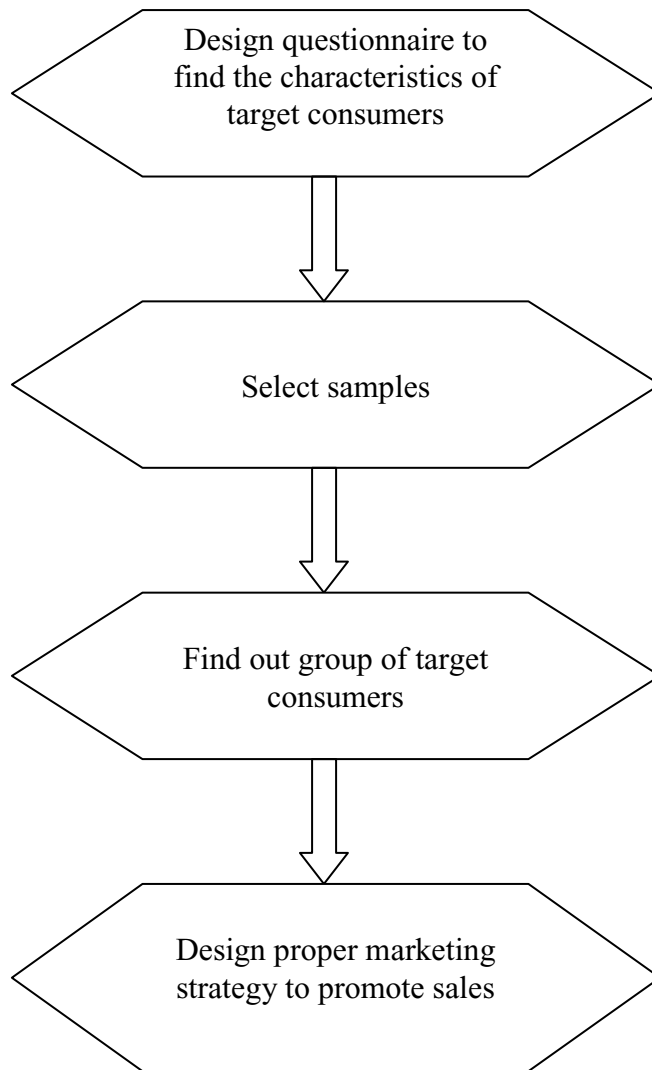 Design questionnaire to
find the characteristics of
target consumers
Select samples
Find out group of target
consumers
Design proper marketing
strategy to promote sales